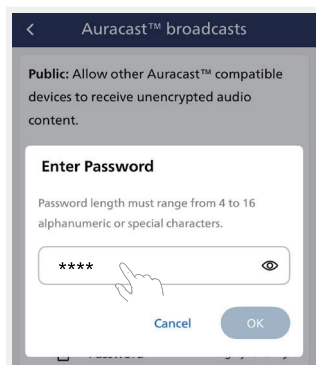 Auracast™ broadcasts
Public: Allow other Auracast™ compatible
devices to receive unencrypted audio
content.
Enter Password
Password length must range from 4 to 16
alphanumeric or special characters.
****
Cancel
OK